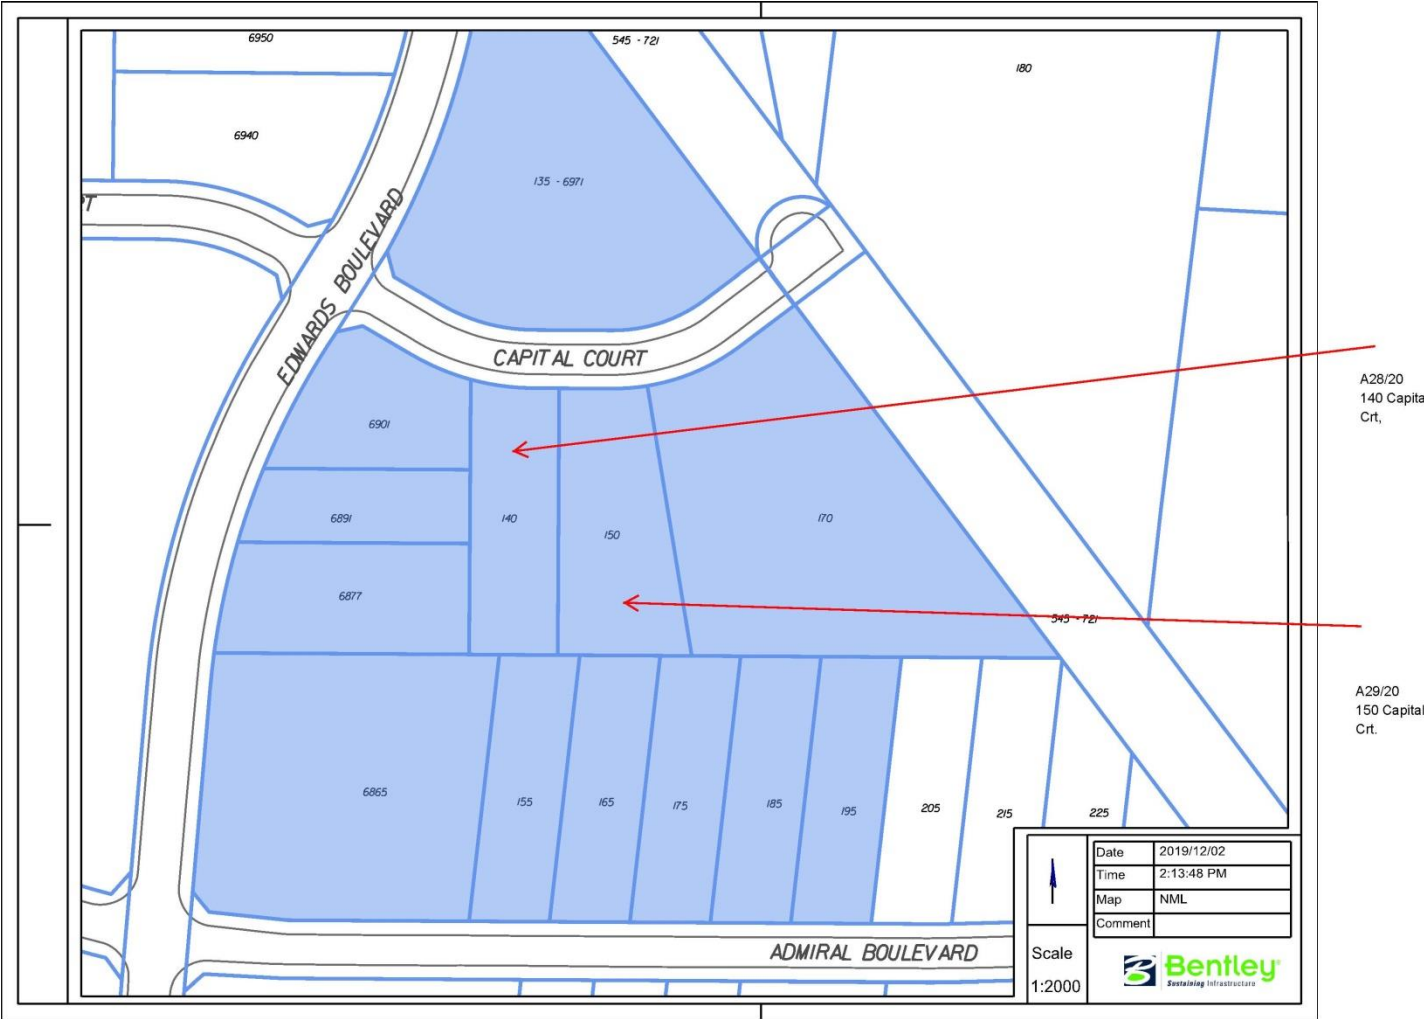 6950
545 - 721
180
6940
135 - 6971
EDWARDS BOULEVARD
CAPITAL COURT
A28/20
140 Capita
Crt,
6901
6891
140
150
170
6877
545 - 721
A29/20
150 Capital
Crt.
6865
155
165
175
185
195
205
215
225
ADMIRAL BOULEVARD
Date 2019/12/02
Time 2:13:48 PM
Map NML
Comment
Scale
1:2000
Bentley
Sustaining Infrastructure